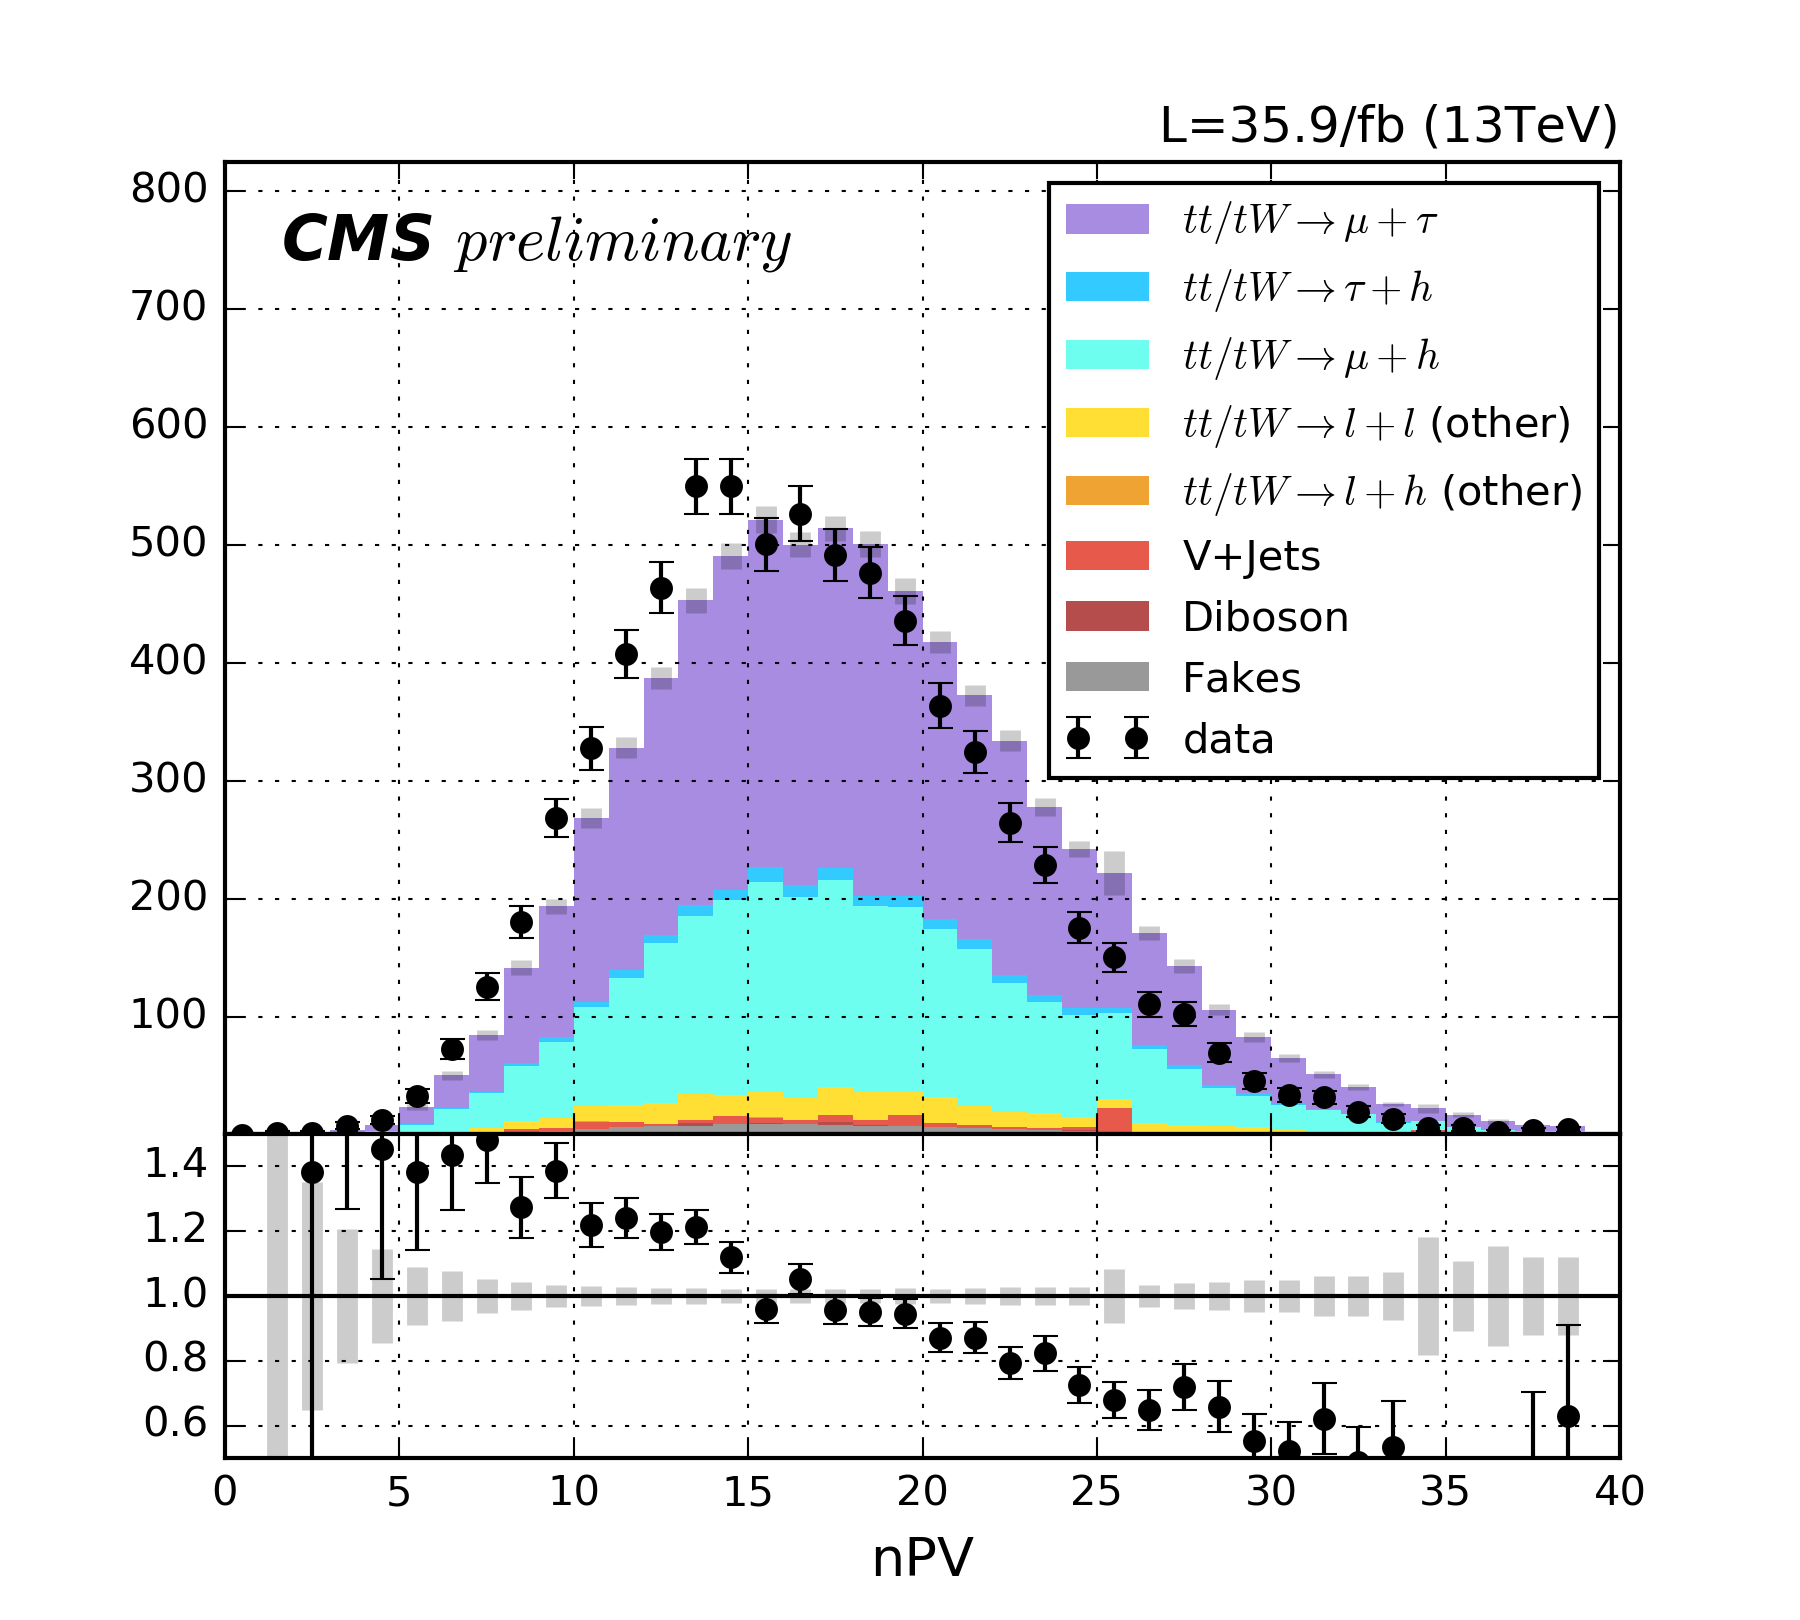 L=35.9/fb (13TeV)
CMS preliminary
800
700
600
500
400
300
200
100
tt/tW→μ+τ
tt/tW→τ+h
tt/tW→μ+h
tt/tW→l+l (other)
tt/tW→l+h (other)
V+Jets
Diboson
Fakes
data
1.4
1.2
1.0
0.8
0.6
0 5 10 15 20 25 30 35 40
nPV